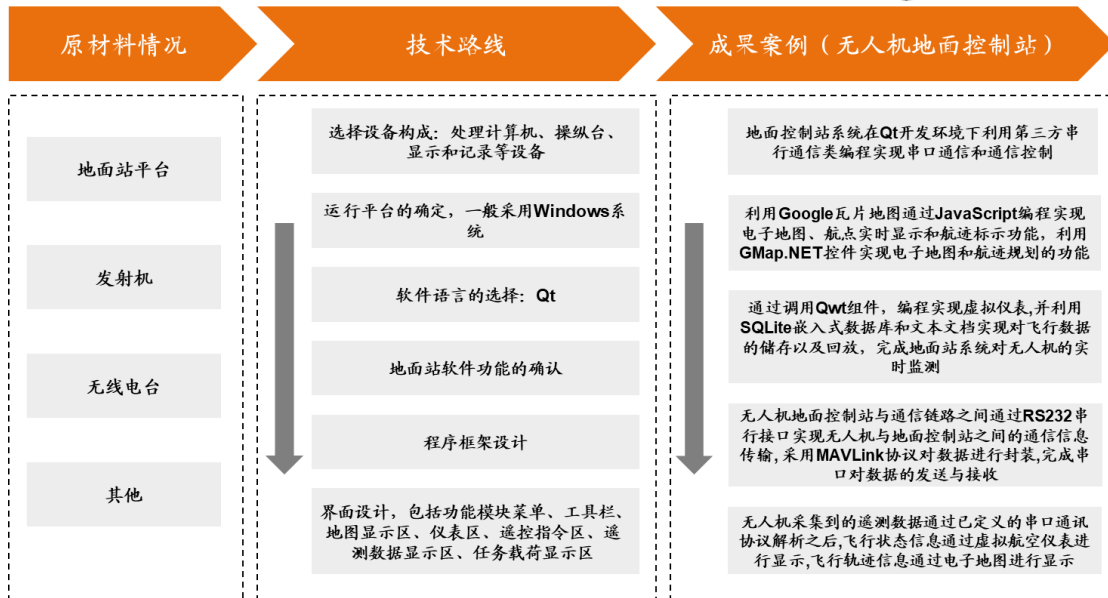 原材料情况
技术路线
成果案例（无人机地面控制站）
地面站平台
发射机
无线电台
其他
选择设备构成：处理计算机、操纵台、
显示和记录等设备
运行平台的确定，一般采用Windows系
统
软件语言的选择：Qt
地面站软件功能的确认
程序框架设计
界面设计，包括功能模块菜单、工具栏、
地图显示区、仪表区、遥控指令区、遥
测数据显示区、任务载荷显示区
地面控制站系统在Qt开发环境下利用第三方串
行通信类编程实现串口通信和通信控制
利用Google瓦片地图通过JavaScript编程实现
电子地图、航点实时显示和航迹标示功能，利用
GMap.NET控件实现电子地图和航迹规划的功能
通过调用Qwt组件，编程实现虚拟仪表,并利用
SQLite嵌入式数据库和文本文档实现对飞行数据
的储存以及回放，完成地面站系统对无人机的实
时监测
无人机地面控制站与通信链路之间通过RS232串
行接口实现无人机与地面控制站之间的通信信息
传输,采用MAVLink协议对数据进行封装,完成串
口对数据的发送与接收
无人机采集到的遥测数据通过已定义的串口通讯
协议解析之后,飞行状态信息通过虚拟航空仪表进
行显示,飞行轨迹信息通过电子地图进行显示